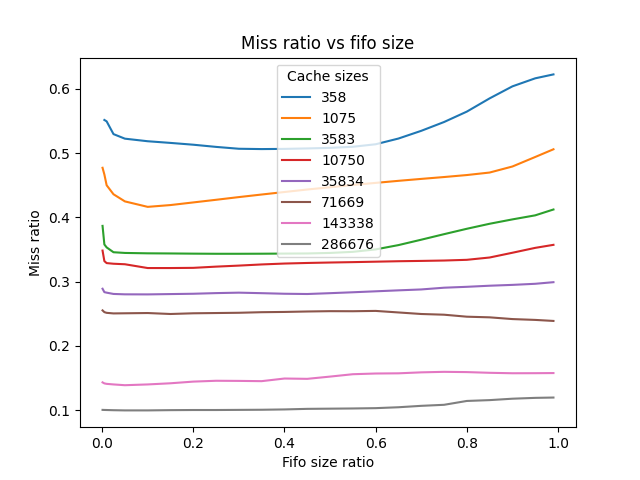 Miss ratio vs fifo size
Cache sizes
358
1075
3583
10750
35834
71669
143338
286676
Miss ratio
0.6
0.5
0.4
0.3
0.2
0.1
0.0 0.2 0.4 0.6 0.8 1.0
Fifo size ratio